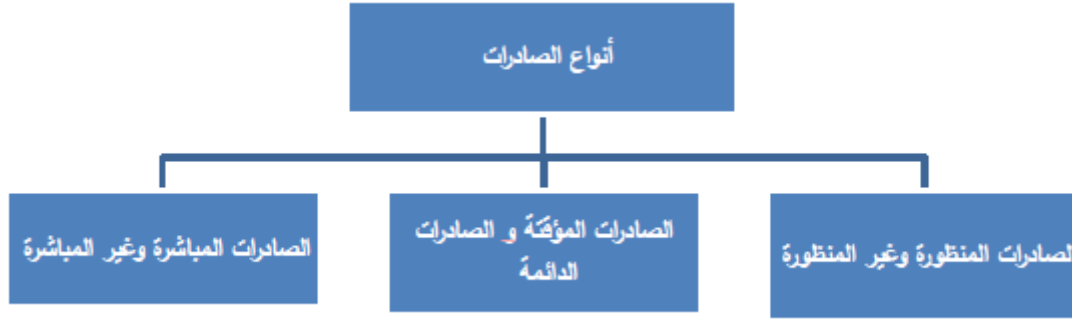 أنواع الصادرات
الصادرات المنظورة وغير المنظورة
الصادرات المؤقتة و الصادرات
الدائمة
الصادرات المباشرة وغير المباشرة